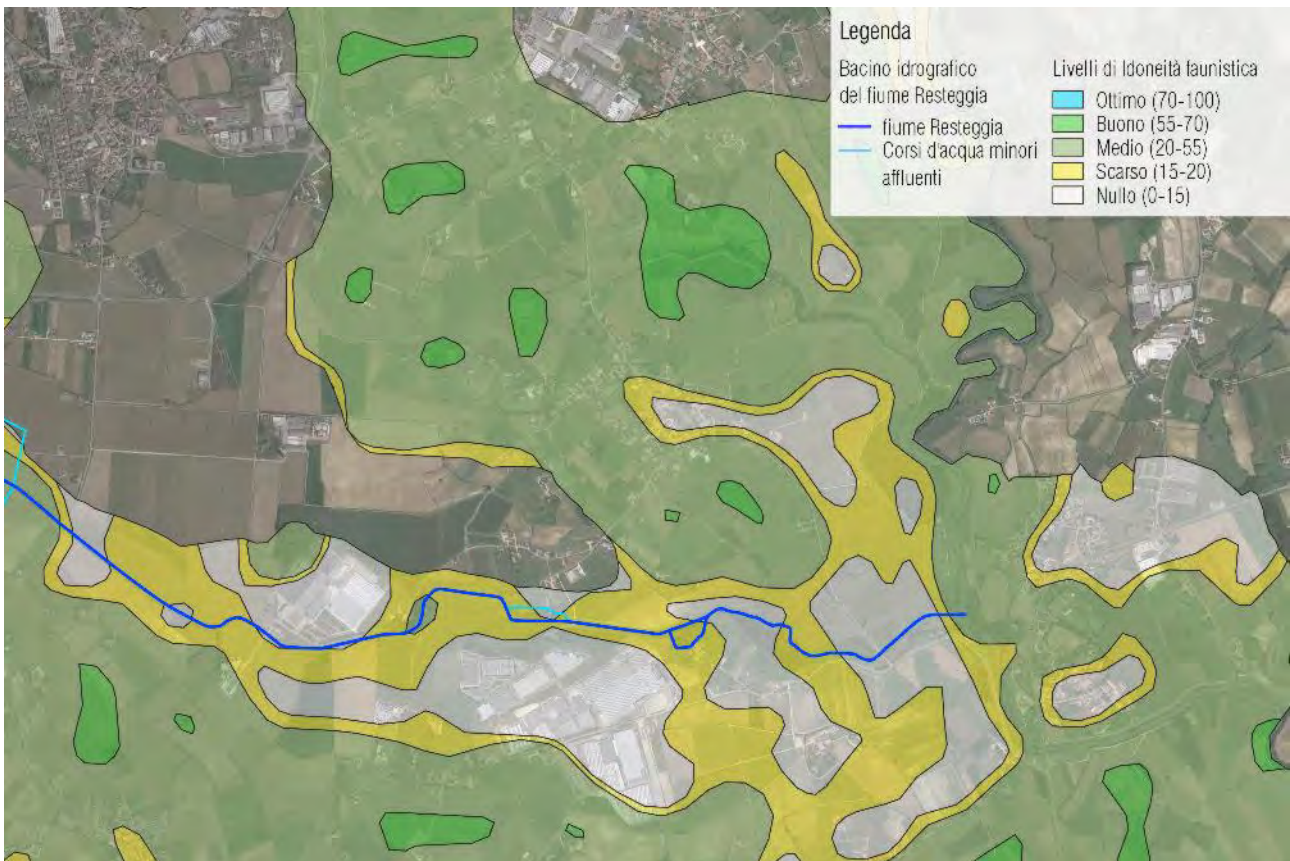 Legenda
Bacino idrografico
del fiume Resteggia
fiume Resteggia
Corsi d'acqua minori
affluenti
Livelli di Idoneità faunistica
Ottimo (70-100)
Buono (55-70)
Medio (20-55)
Scarso (15-20)
Nullo (0-15)